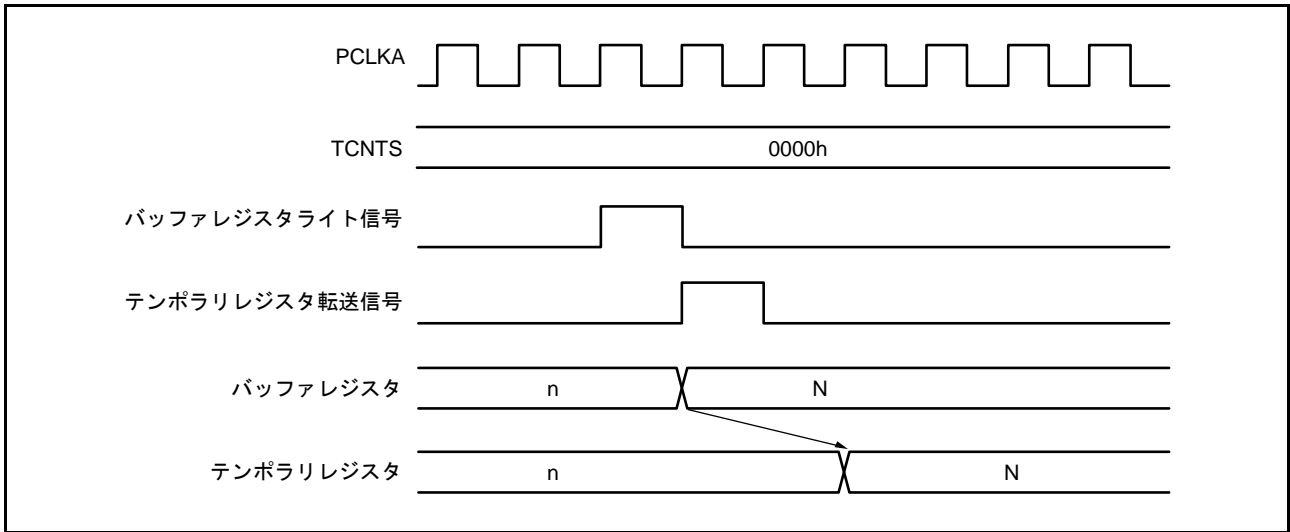 PCLKA
TCNTS 0000h
バッファレジスタライト信号
テンポラリレジスタ転送信号
バッファレジスタ n N
テンポラリレジスタ n N